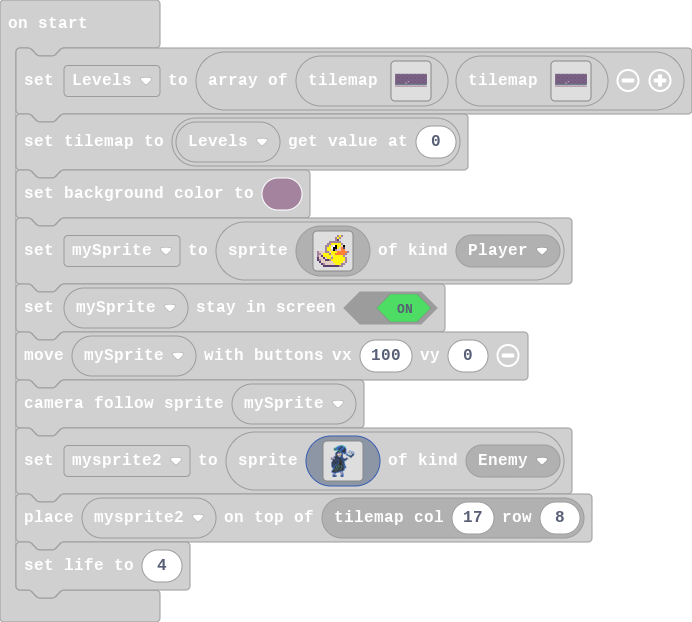 on start
set Levels to array of tilemap tilemap
set tilemap to Levels get value at 0
set background color to
set mySprite to sprite of kind Player
set mySprite stay in screen ON
move mySprite with buttons vx 100 vy 0
camera follow sprite mySprite
set mysprite2 to sprite of kind Enemy
place mysprite2 on top of tilemap col 17 row 8
set life to 4